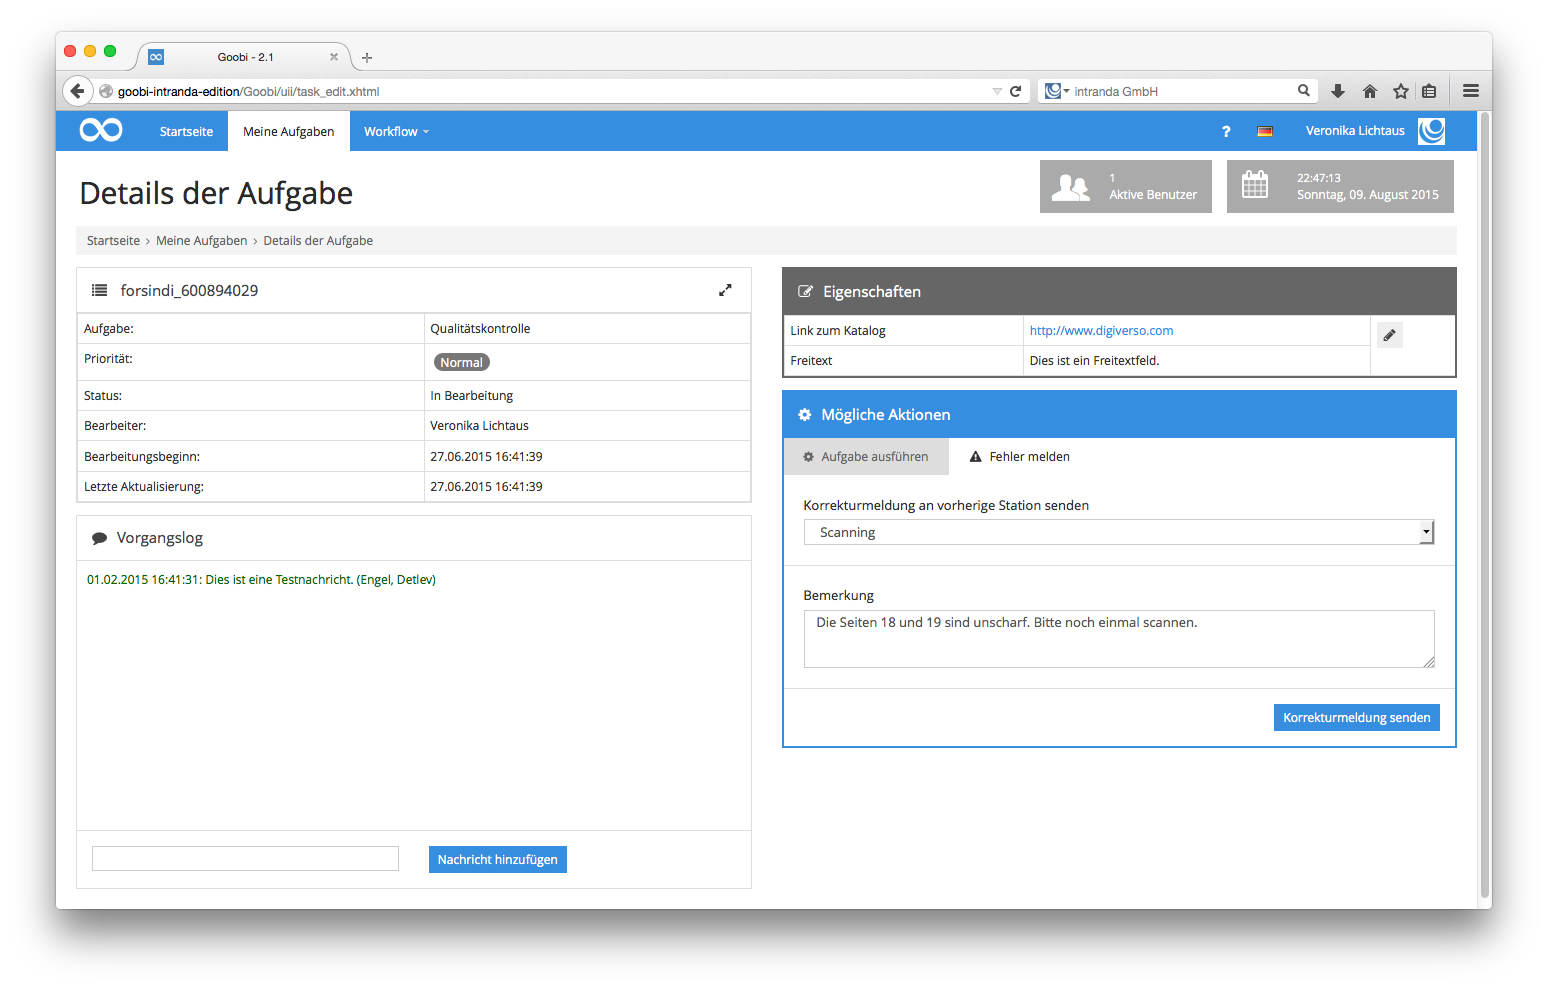 Goobi - 2.1
goobi-intranda-edition/Goobi/uii/task_edit.xhtml
intranda GmbH
Startseite
Meine Aufgaben
Workflow
?
Veronika Lichtaus
Details der Aufgabe
1
Aktive Benutzer
22:47:13
Sonntag, 09. August 2015
Startseite › Meine Aufgaben › Details der Aufgabe
forsindi_600894029
Aufgabe: Qualitätskontrolle
Priorität: Normal
Status: In Bearbeitung
Bearbeiter: Veronika Lichtaus
Bearbeitungsbeginn: 27.06.2015 16:41:39
Letzte Aktualisierung: 27.06.2015 16:41:39
Vorgangslog
01.02.2015 16:41:31: Dies ist eine Testnachricht. (Engel, Detlev)
Nachricht hinzufügen
Eigenschaften
Link zum Katalog http://www.digiverso.com
Freitext Dies ist ein Freitextfeld.
Mögliche Aktionen
Aufgabe ausführen
Fehler melden
Korrekturmeldung an vorherige Station senden
Scanning
Bemerkung
Die Seiten 18 und 19 sind unscharf. Bitte noch einmal scannen.
Korrekturmeldung senden